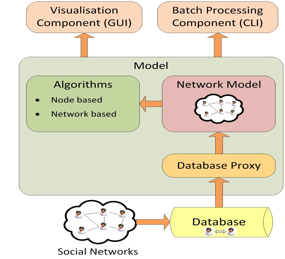 Visualisation
Component (GUI)
Batch Processing
Component (CLI)
Model
Algorithms
• Node based
• Network based
Network Model
Database Proxy
Database
Social Networks